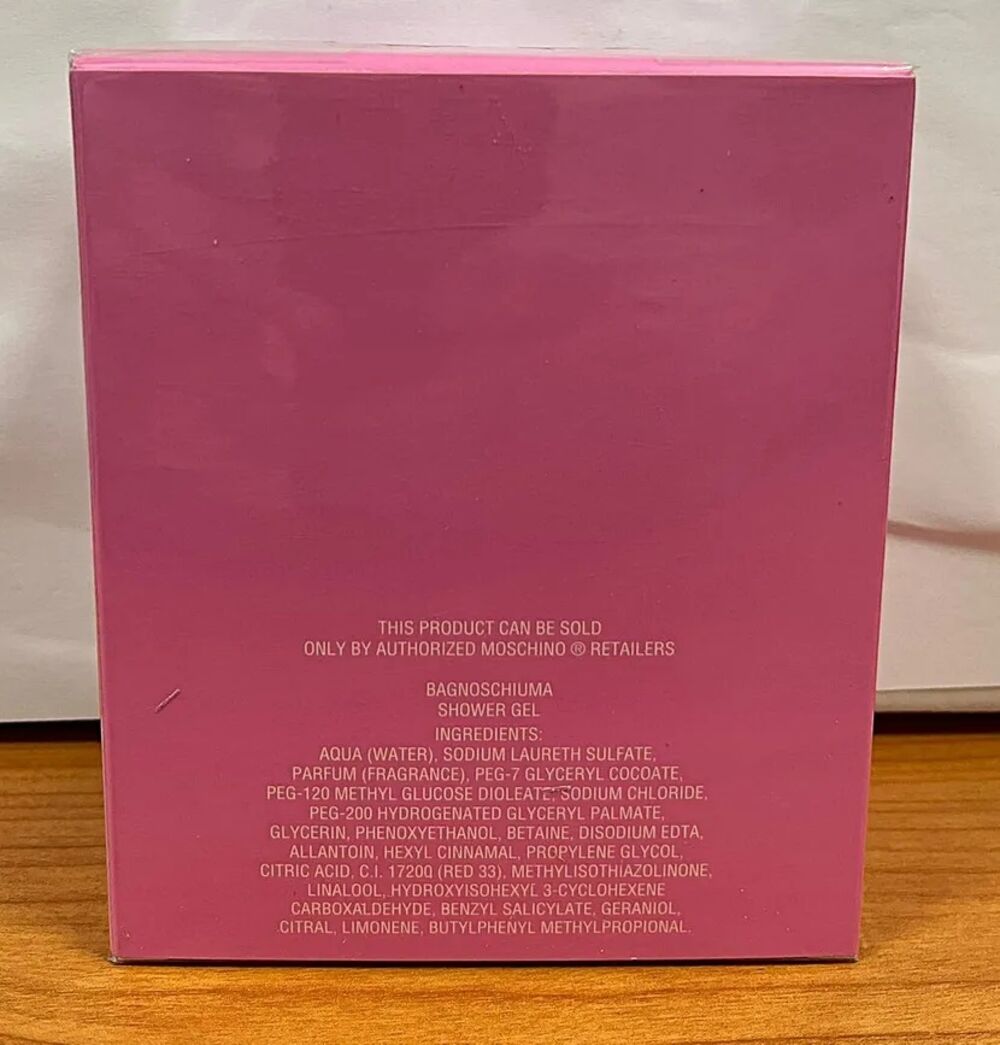 THIS PRODUCT CAN BE SOLD
ONLY BY AUTHORIZED MOSCHINO ® RETAILERS
BAGNOSCHIUMA
SHOWER GEL
INGREDIENTS:
AQUA (WATER), SODIUM LAURETH SULFATE,
PARFUM (FRAGRANCE), PEG-7 GLYCERYL COCOATE,
PEG-120 METHYL GLUCOSE DIOLEATE, SODIUM CHLORIDE,
PEG-200 HYDROGENATED GLYCERYL PALMATE,
GLYCERIN, PHENOXYETHANOL, BETAINE, DISODIUM EDTA,
ALLANTOIN, HEXYL CINNAMAL, PROPYLENE GLYCOL,
CITRIC ACID, C.I. 17200 (RED 33), METHYLISOTHIAZOLINONE,
LINALOOL, HYDROXYISOHEXYL 3-CYCLOHEXENE
CARBOXALDEHYDE, BENZYL SALICYLATE, GERANIOL,
CITRAL, LIMONENE, BUTYLPHENYL METHYLPROPIONAL.